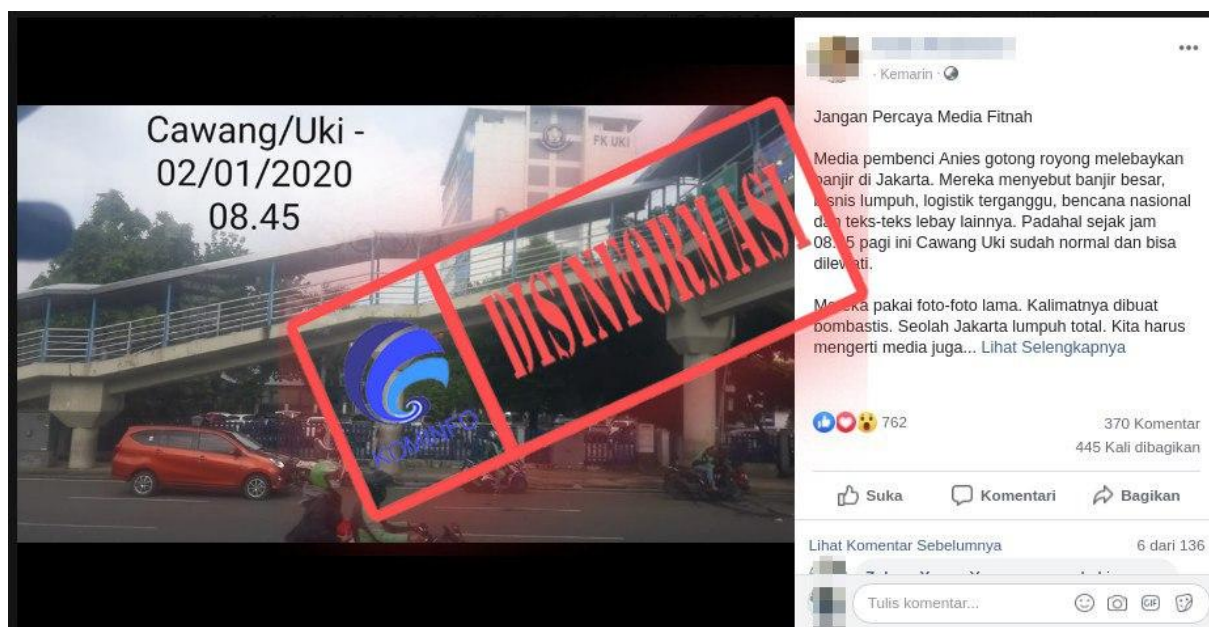 Cawang/Uki -
02/01/2020
08.45
FK UKI
DISINFORMASI
KOMINFO
· Kemarin ·
Jangan Percaya Media Fitnah
Media pembenci Anies gotong royong melebaykan
banjir di Jakarta. Mereka menyebut banjir besar,
bisnis lumpuh, logistik terganggu, bencana nasional
dan teks-teks lebay lainnya. Padahal sejak jam
08.45 pagi ini Cawang Uki sudah normal dan bisa
dilewati.
Mereka pakai foto-foto lama. Kalimatnya dibuat
bombastis. Seolah Jakarta lumpuh total. Kita harus
mengerti media juga... Lihat Selengkapnya
762
370 Komentar
445 Kali dibagikan
Suka Komentari Bagikan
Lihat Komentar Sebelumnya 6 dari 136
Tulis komentar...
GIF